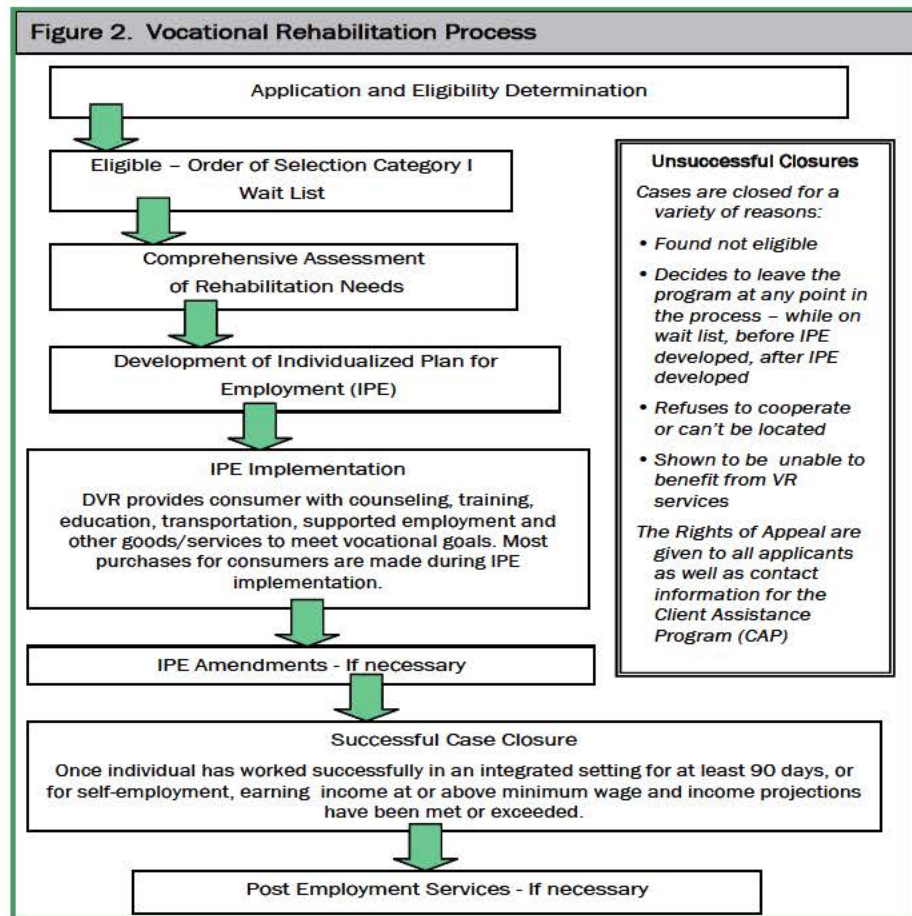 Figure 2. Vocational Rehabilitation Process
Application and Eligibility Determination
Eligible – Order of Selection Category I
Wait List
Comprehensive Assessment
of Rehabilitation Needs
Development of Individualized Plan for
Employment (IPE)
IPE Implementation
DVR provides consumer with counseling, training,
education, transportation, supported employment and
other goods/services to meet vocational goals. Most
purchases for consumers are made during IPE
implementation.
IPE Amendments - If necessary
Successful Case Closure
Once individual has worked successfully in an integrated setting for at least 90 days, or
for self-employment, earning income at or above minimum wage and income projections
have been met or exceeded.
Post Employment Services - If necessary
Unsuccessful Closures
Cases are closed for a
variety of reasons:
• Found not eligible
• Decides to leave the
program at any point in
the process – while on
wait list, before IPE
developed, after IPE
developed
• Refuses to cooperate
or can't be located
• Shown to be unable to
benefit from VR
services
The Rights of Appeal are
given to all applicants
as well as contact
information for the
Client Assistance
Program (CAP)